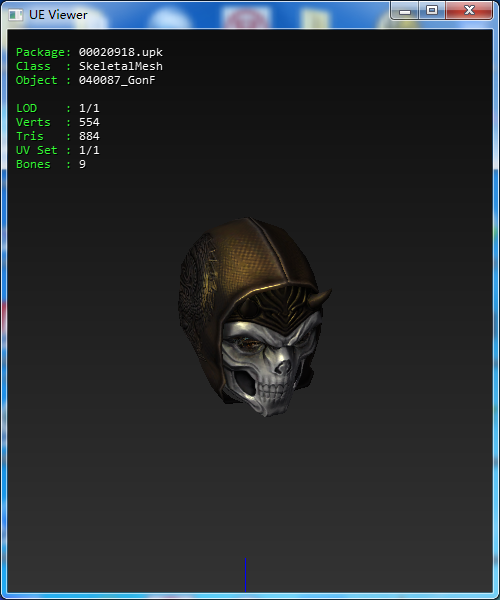 UE Viewer
Package: 00020918.upk
Class : SkeletalMesh
Object : 040087_GonF
LOD : 1/1
Verts : 554
Tris : 884
UV Set : 1/1
Bones : 9